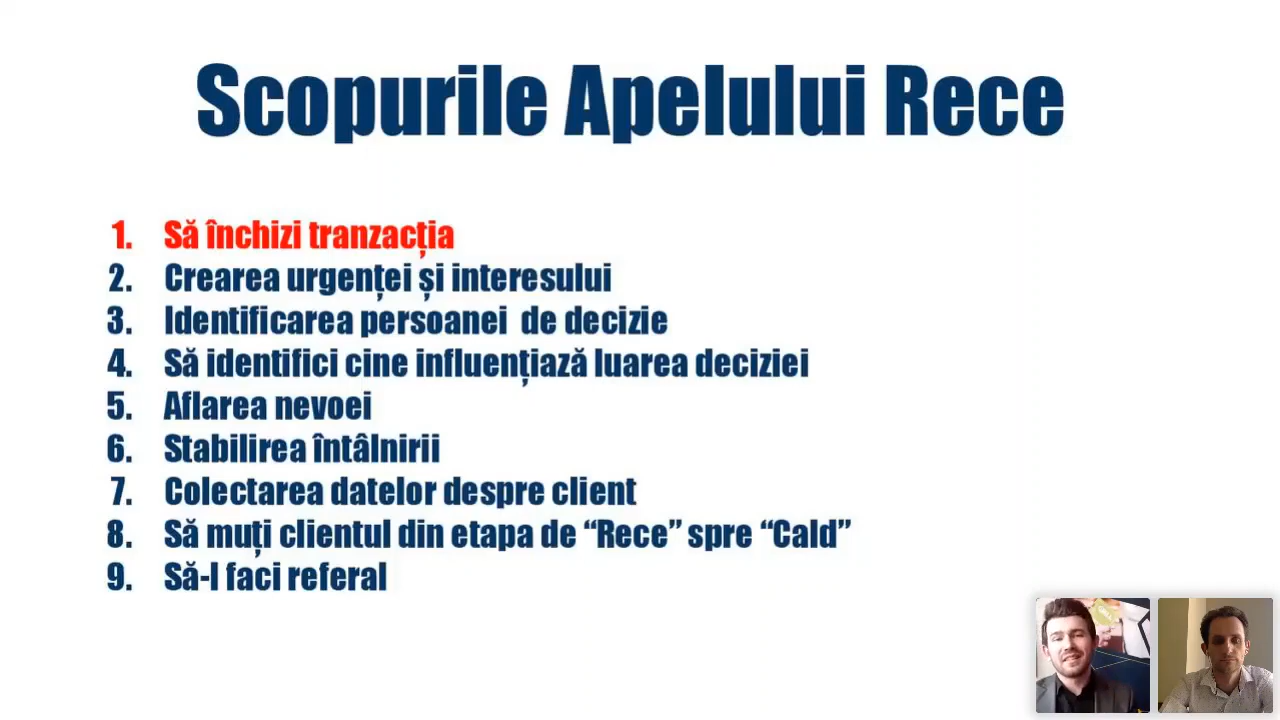 Scopurile Apelului Rece
1. Să închizi tranzacția
2. Crearea urgenței și interesului
3. Identificarea persoanei de decizie
4. Să identifici cine influențiază luarea deciziei
5. Aflarea nevoei
6. Stabilirea întâlnirii
7. Colectarea datelor despre client
8. Să muți clientul din etapa de “Rece” spre “Cald”
9. Să-l faci referal